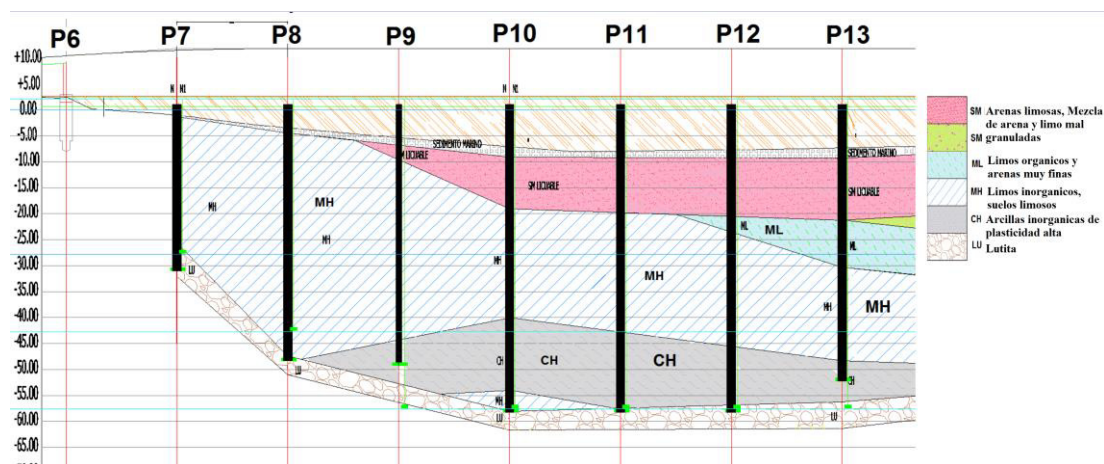 P6 P7 P8 P9 P10 P11 P12 P13
+10.00
+5.00
0.00
-5.00
-10.00
-15.00
-20.00
-25.00
-30.00
-35.00
-40.00
-45.00
-50.00
-55.00
-60.00
-65.00
N N1
N N1
SEDIMENTO MARINO
SEDIMENTO MARINO
SM LICUABLE
SM LICUABLE
SM LICUABLE
MH
MH
MH
MH
MH
MH
MH
ML
ML
ML
CH
CH
CH
CH
MH
LU
LU
LU
LU
SM Arenas limosas, Mezcla
de arena y limo mal
SM granuladas
ML Limos organicos y
arenas muy finas
MH Limos inorganicos,
suelos limosos
CH Arcillas inorganicas de
plasticidad alta
LU Lutita